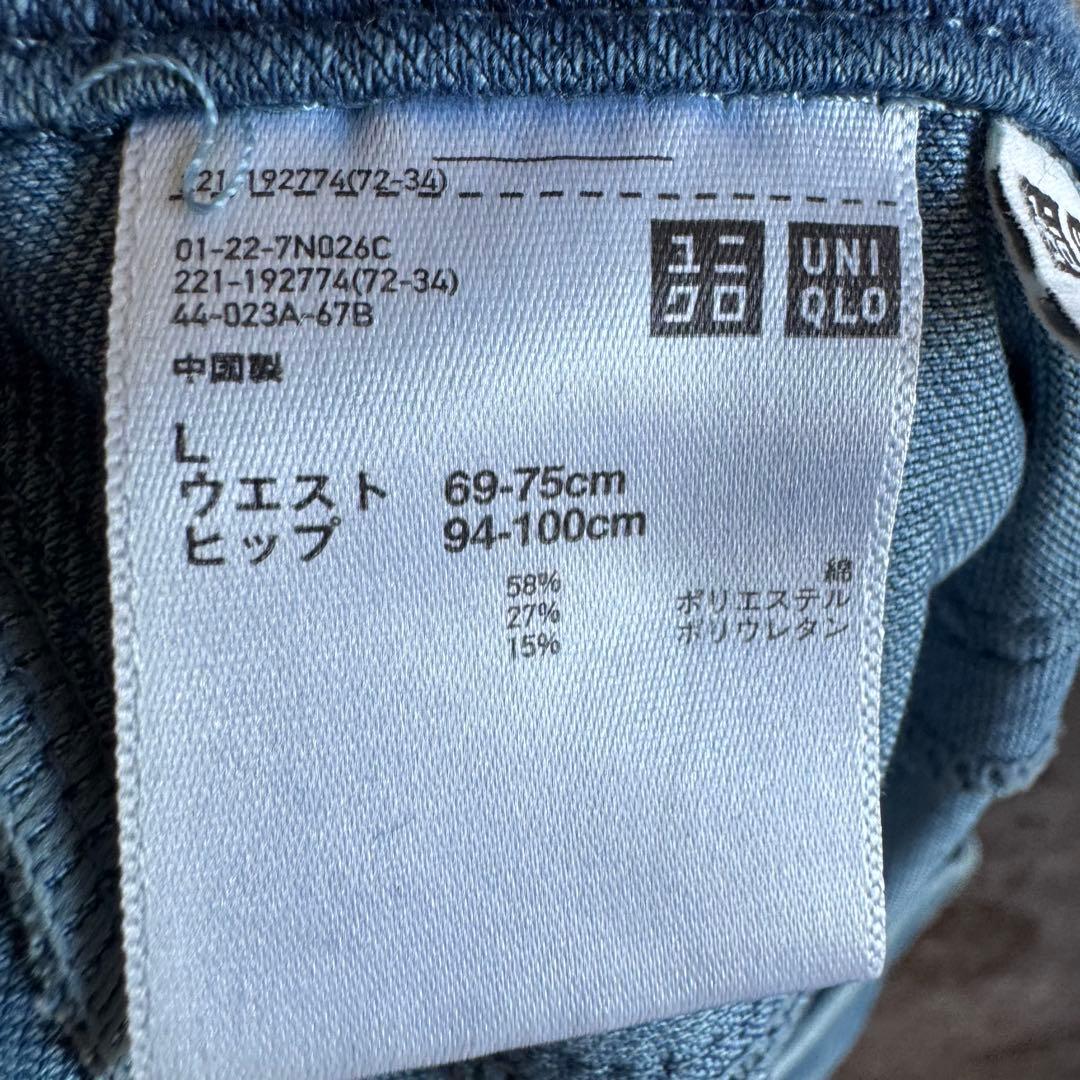 21-192774(72-34)
01-22-7N026C
221-192774(72-34)
44-023A-67B
中国製
ユニ
クロ
UNI
QLO
L
ウエスト 69-75cm
ヒップ 94-100cm
58% 綿
27% ポリエステル
15% ポリウレタン